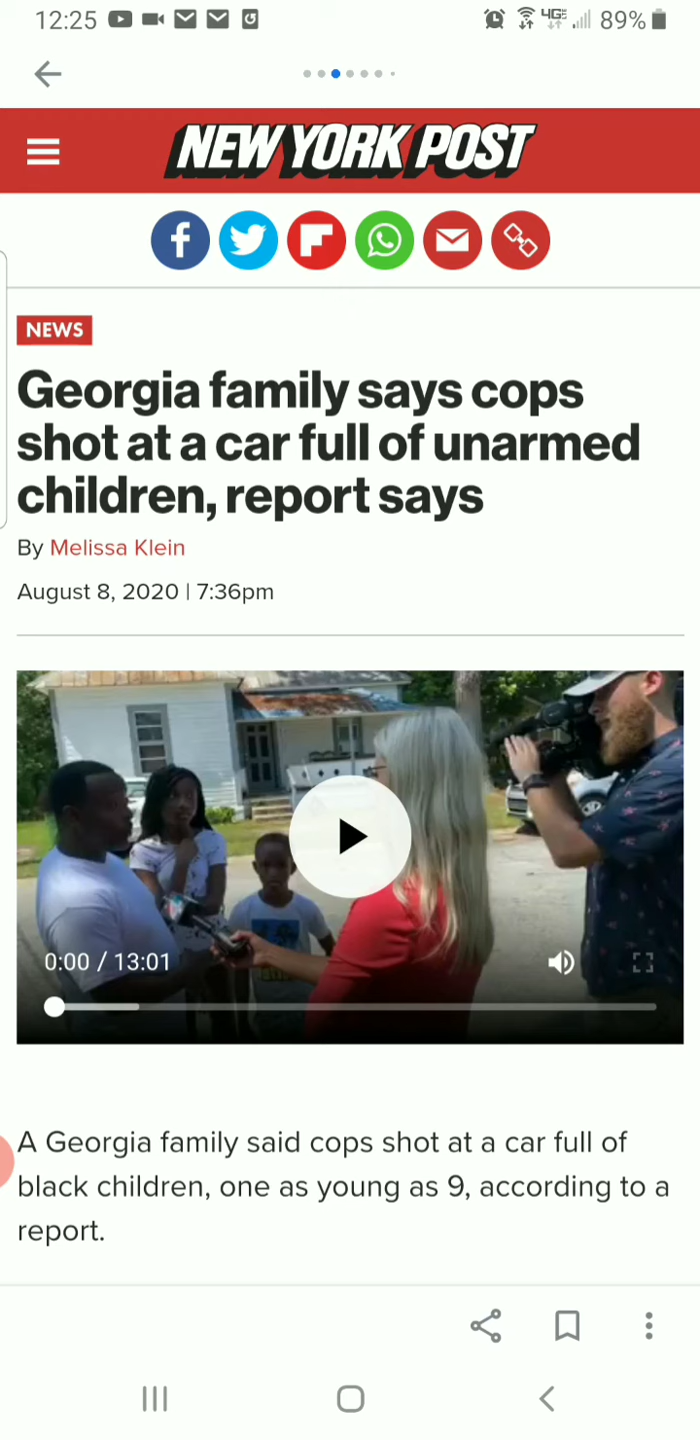 12:25 4GE 89%
NEW YORK POST
NEWS
Georgia family says cops
shot at a car full of unarmed
children, report says
By Melissa Klein
August 8, 2020 | 7:36pm
0:00 / 13:01
A Georgia family said cops shot at a car full of
black children, one as young as 9, according to a
report.